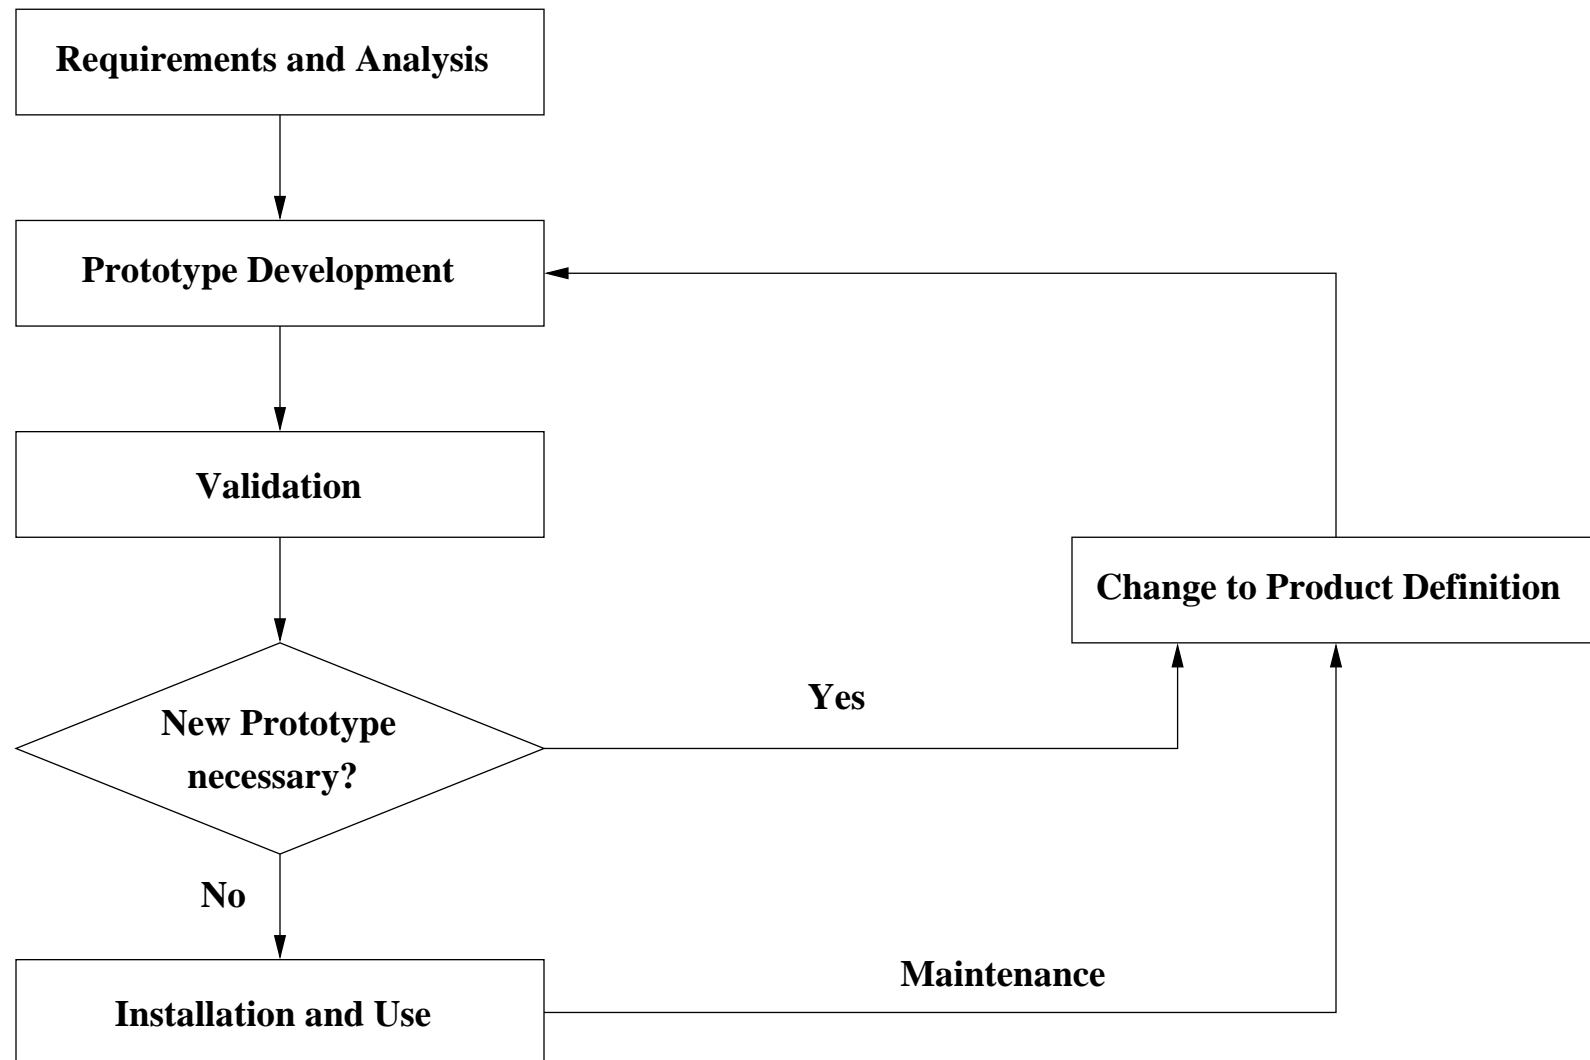 Requirements and Analysis
Prototype Development
Validation
Change to Product Definition
Yes
New Prototype
necessary?
No
Maintenance
Installation and Use